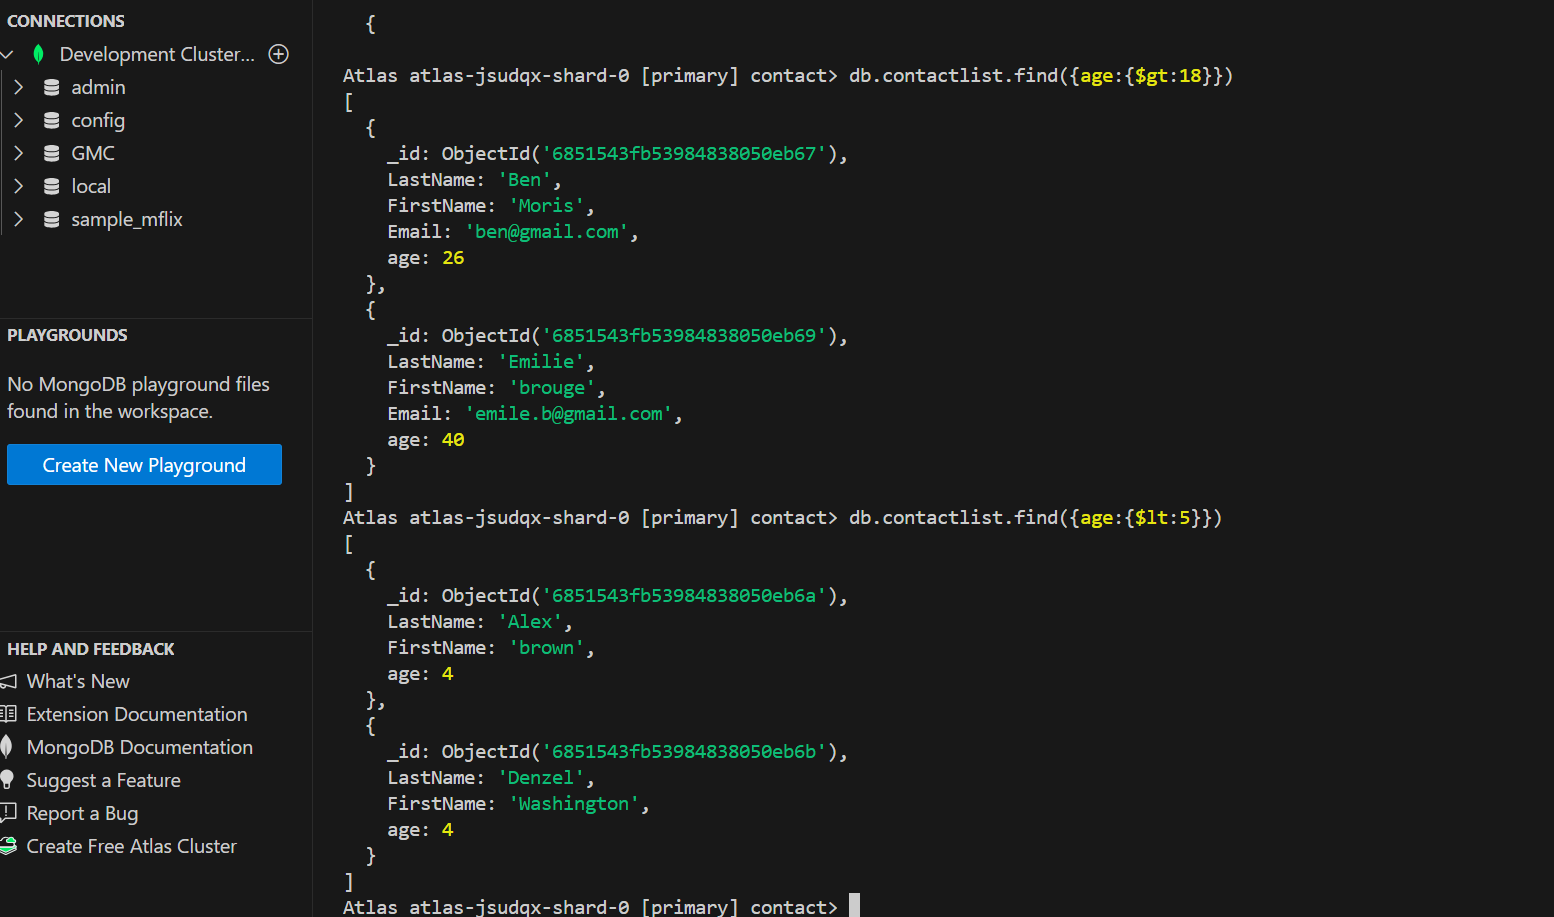 CONNECTIONS
Development Cluster...
admin
config
GMC
local
sample_mflix
PLAYGROUNDS
No MongoDB playground files
found in the workspace.
Create New Playground
HELP AND FEEDBACK
What's New
Extension Documentation
MongoDB Documentation
Suggest a Feature
Report a Bug
Create Free Atlas Cluster
{
Atlas atlas-jsudqx-shard-0 [primary] contact> db.contactlist.find({age:{$gt:18}})
[
  {
    _id: ObjectId('6851543fb53984838050eb67'),
    LastName: 'Ben',
    FirstName: 'Moris',
    Email: 'ben@gmail.com',
    age: 26
  },
  {
    _id: ObjectId('6851543fb53984838050eb69'),
    LastName: 'Emilie',
    FirstName: 'brouge',
    Email: 'emile.b@gmail.com',
    age: 40
  }
]
Atlas atlas-jsudqx-shard-0 [primary] contact> db.contactlist.find({age:{$lt:5}})
[
  {
    _id: ObjectId('6851543fb53984838050eb6a'),
    LastName: 'Alex',
    FirstName: 'brown',
    age: 4
  },
  {
    _id: ObjectId('6851543fb53984838050eb6b'),
    LastName: 'Denzel',
    FirstName: 'Washington',
    age: 4
  }
]
Atlas atlas-jsudqx-shard-0 [primary] contact>